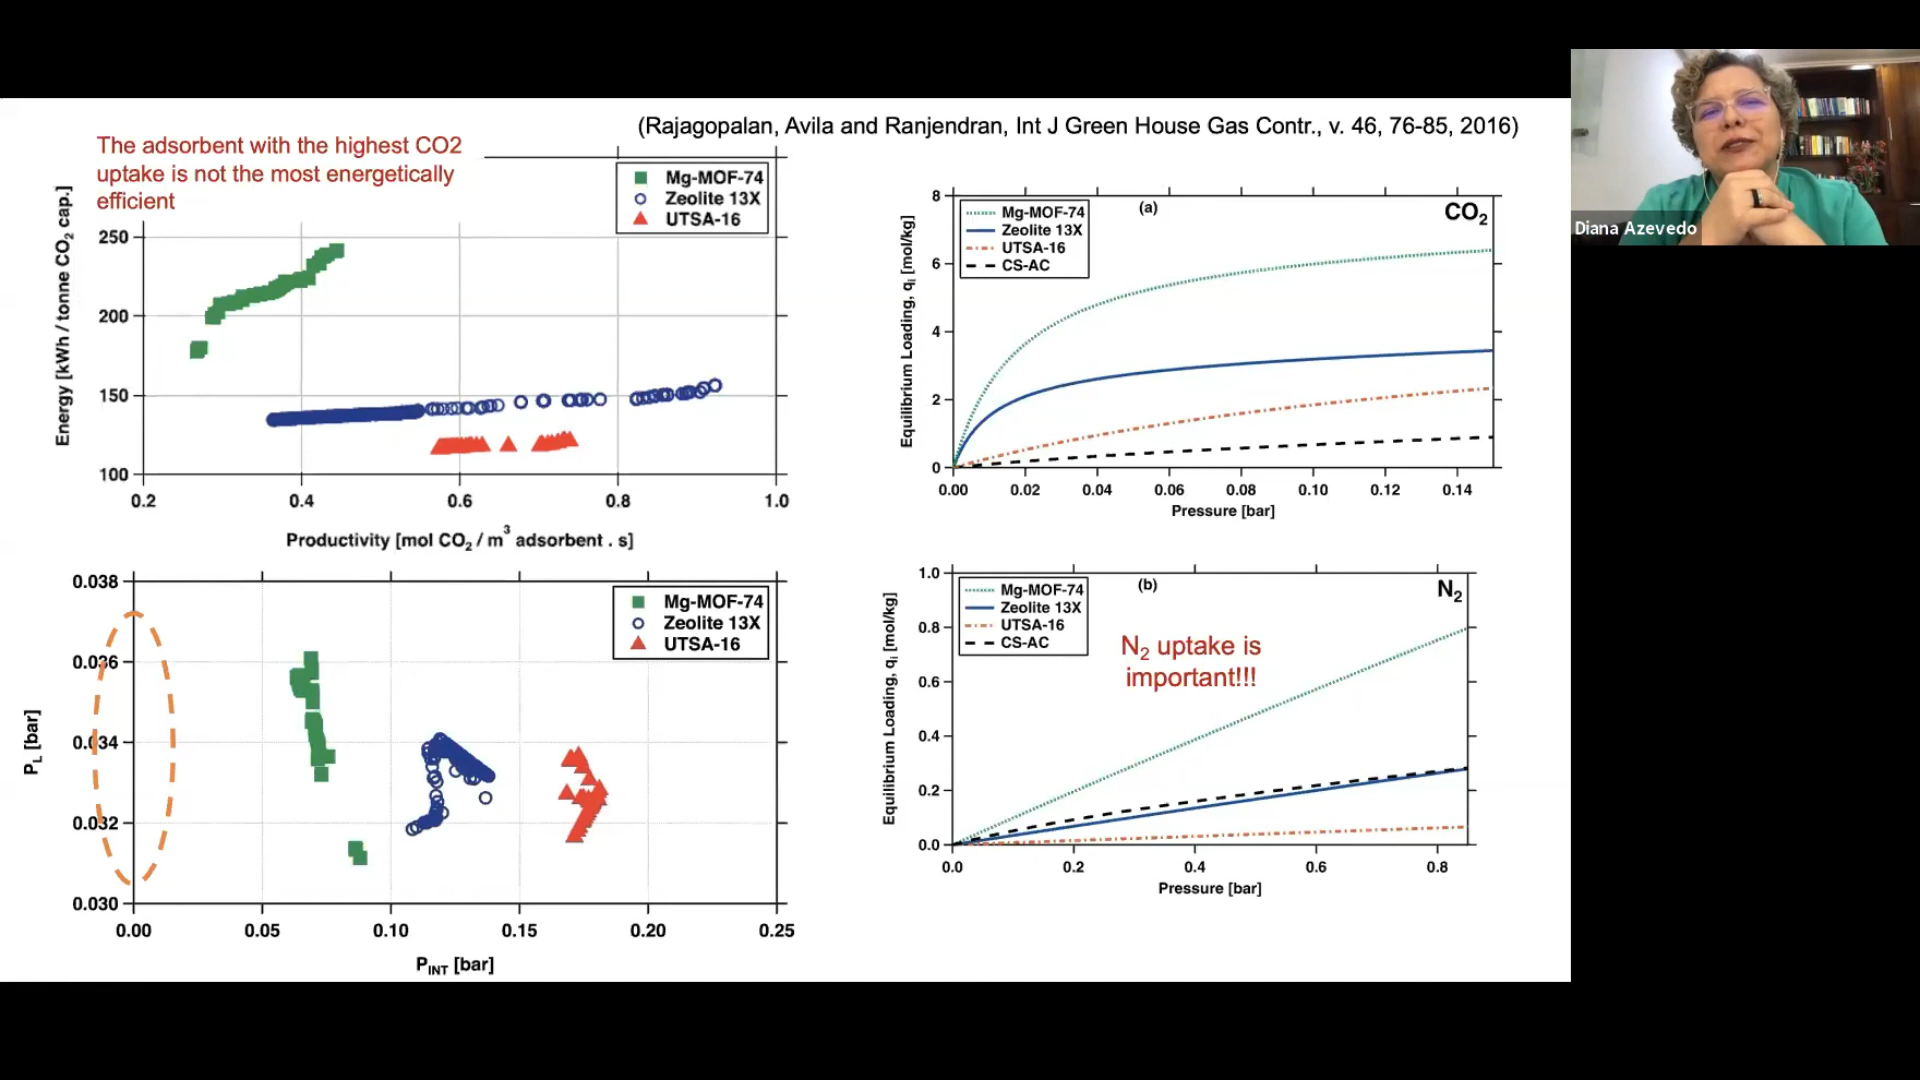 (Rajagopalan, Avila and Ranjendran, Int J Green House Gas Contr., v. 46, 76-85, 2016)
The adsorbent with the highest CO2
uptake is not the most energetically
efficient
Mg-MOF-74
Zeolite 13X
UTSA-16
Energy [kWh / tonne CO₂ cap.]
250
200
150
100
0.2 0.4 0.6 0.8 1.0
Productivity [mol CO₂ / m³ adsorbent . s]
Mg-MOF-74
Zeolite 13X
UTSA-16
P_L [bar]
0.038
0.036
0.034
0.032
0.030
0.00 0.05 0.10 0.15 0.20 0.25
P_INT [bar]
(a)
CO₂
Mg-MOF-74
Zeolite 13X
UTSA-16
CS-AC
Equilibrium Loading, qᵢ [mol/kg]
8
6
4
2
0
0.00 0.02 0.04 0.06 0.08 0.10 0.12 0.14
Pressure [bar]
(b)
N₂
Mg-MOF-74
Zeolite 13X
UTSA-16
CS-AC
N₂ uptake is
important!!!
Equilibrium Loading, qᵢ [mol/kg]
1.0
0.8
0.6
0.4
0.2
0.0
0.0 0.2 0.4 0.6 0.8
Pressure [bar]
Diana Azevedo